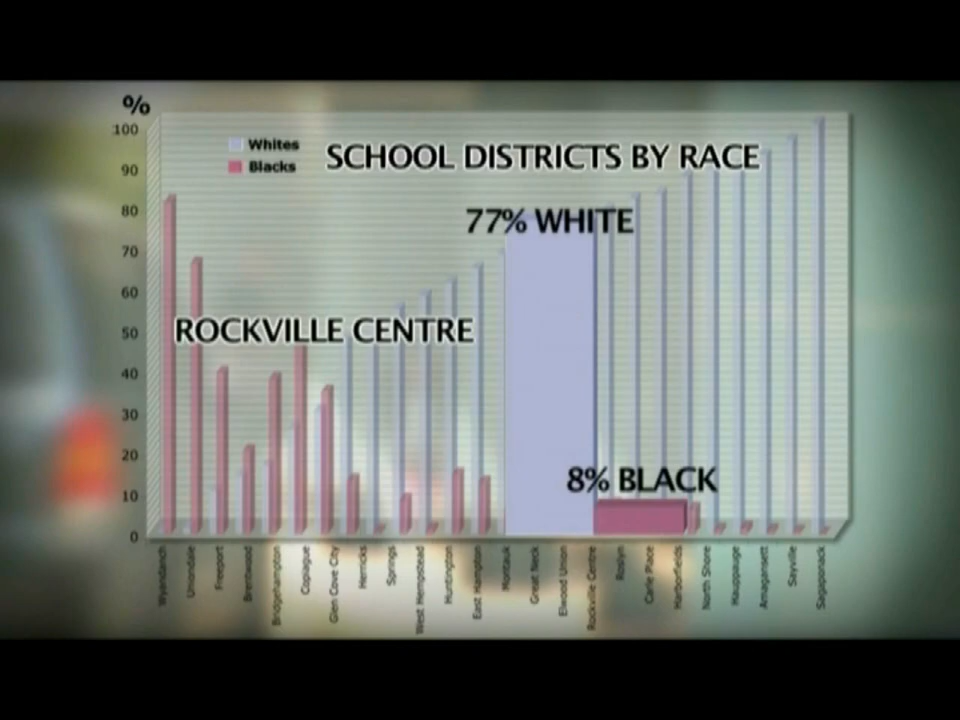 %
100
90
80
70
60
50
40
30
20
10
0
Whites
Blacks
SCHOOL DISTRICTS BY RACE
77% WHITE
ROCKVILLE CENTRE
8% BLACK
Wyandanch
Uniondale
Freeport
Brentwood
Bridgehampton
Copiague
Glen Cove City
Herricks
Springs
West Hempstead
Huntington
East Hampton
Montauk
Great Neck
Elwood Union
Rockville Centre
Roslyn
Carle Place
Harborfields
North Shore
Hauppauge
Amagansett
Sayville
Sagaponack